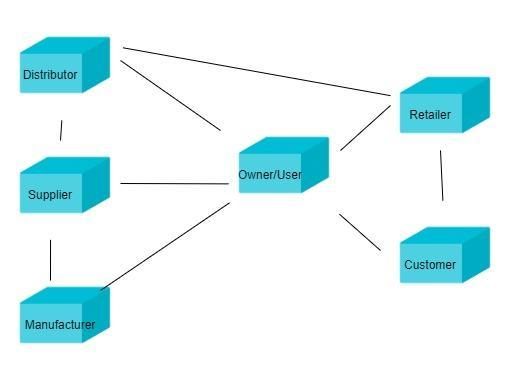 Distributor
Retailer
Owner/User
Supplier
Customer
Manufacturer